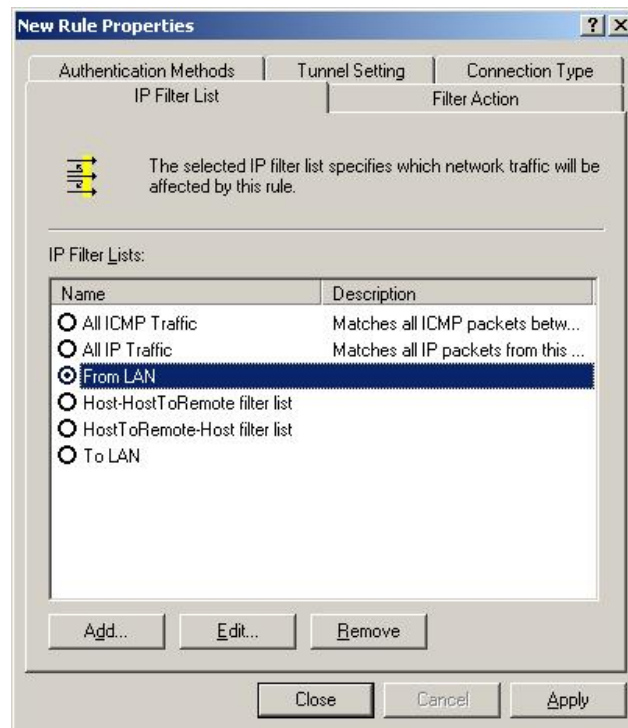 New Rule Properties
Authentication Methods Tunnel Setting Connection Type
IP Filter List Filter Action
The selected IP filter list specifies which network traffic will be
affected by this rule.
IP Filter Lists:
Name Description
All ICMP Traffic Matches all ICMP packets betw...
All IP Traffic Matches all IP packets from this ...
From LAN
Host-HostToRemote filter list
HostToRemote-Host filter list
To LAN
Add... Edit... Remove
Close Cancel Apply